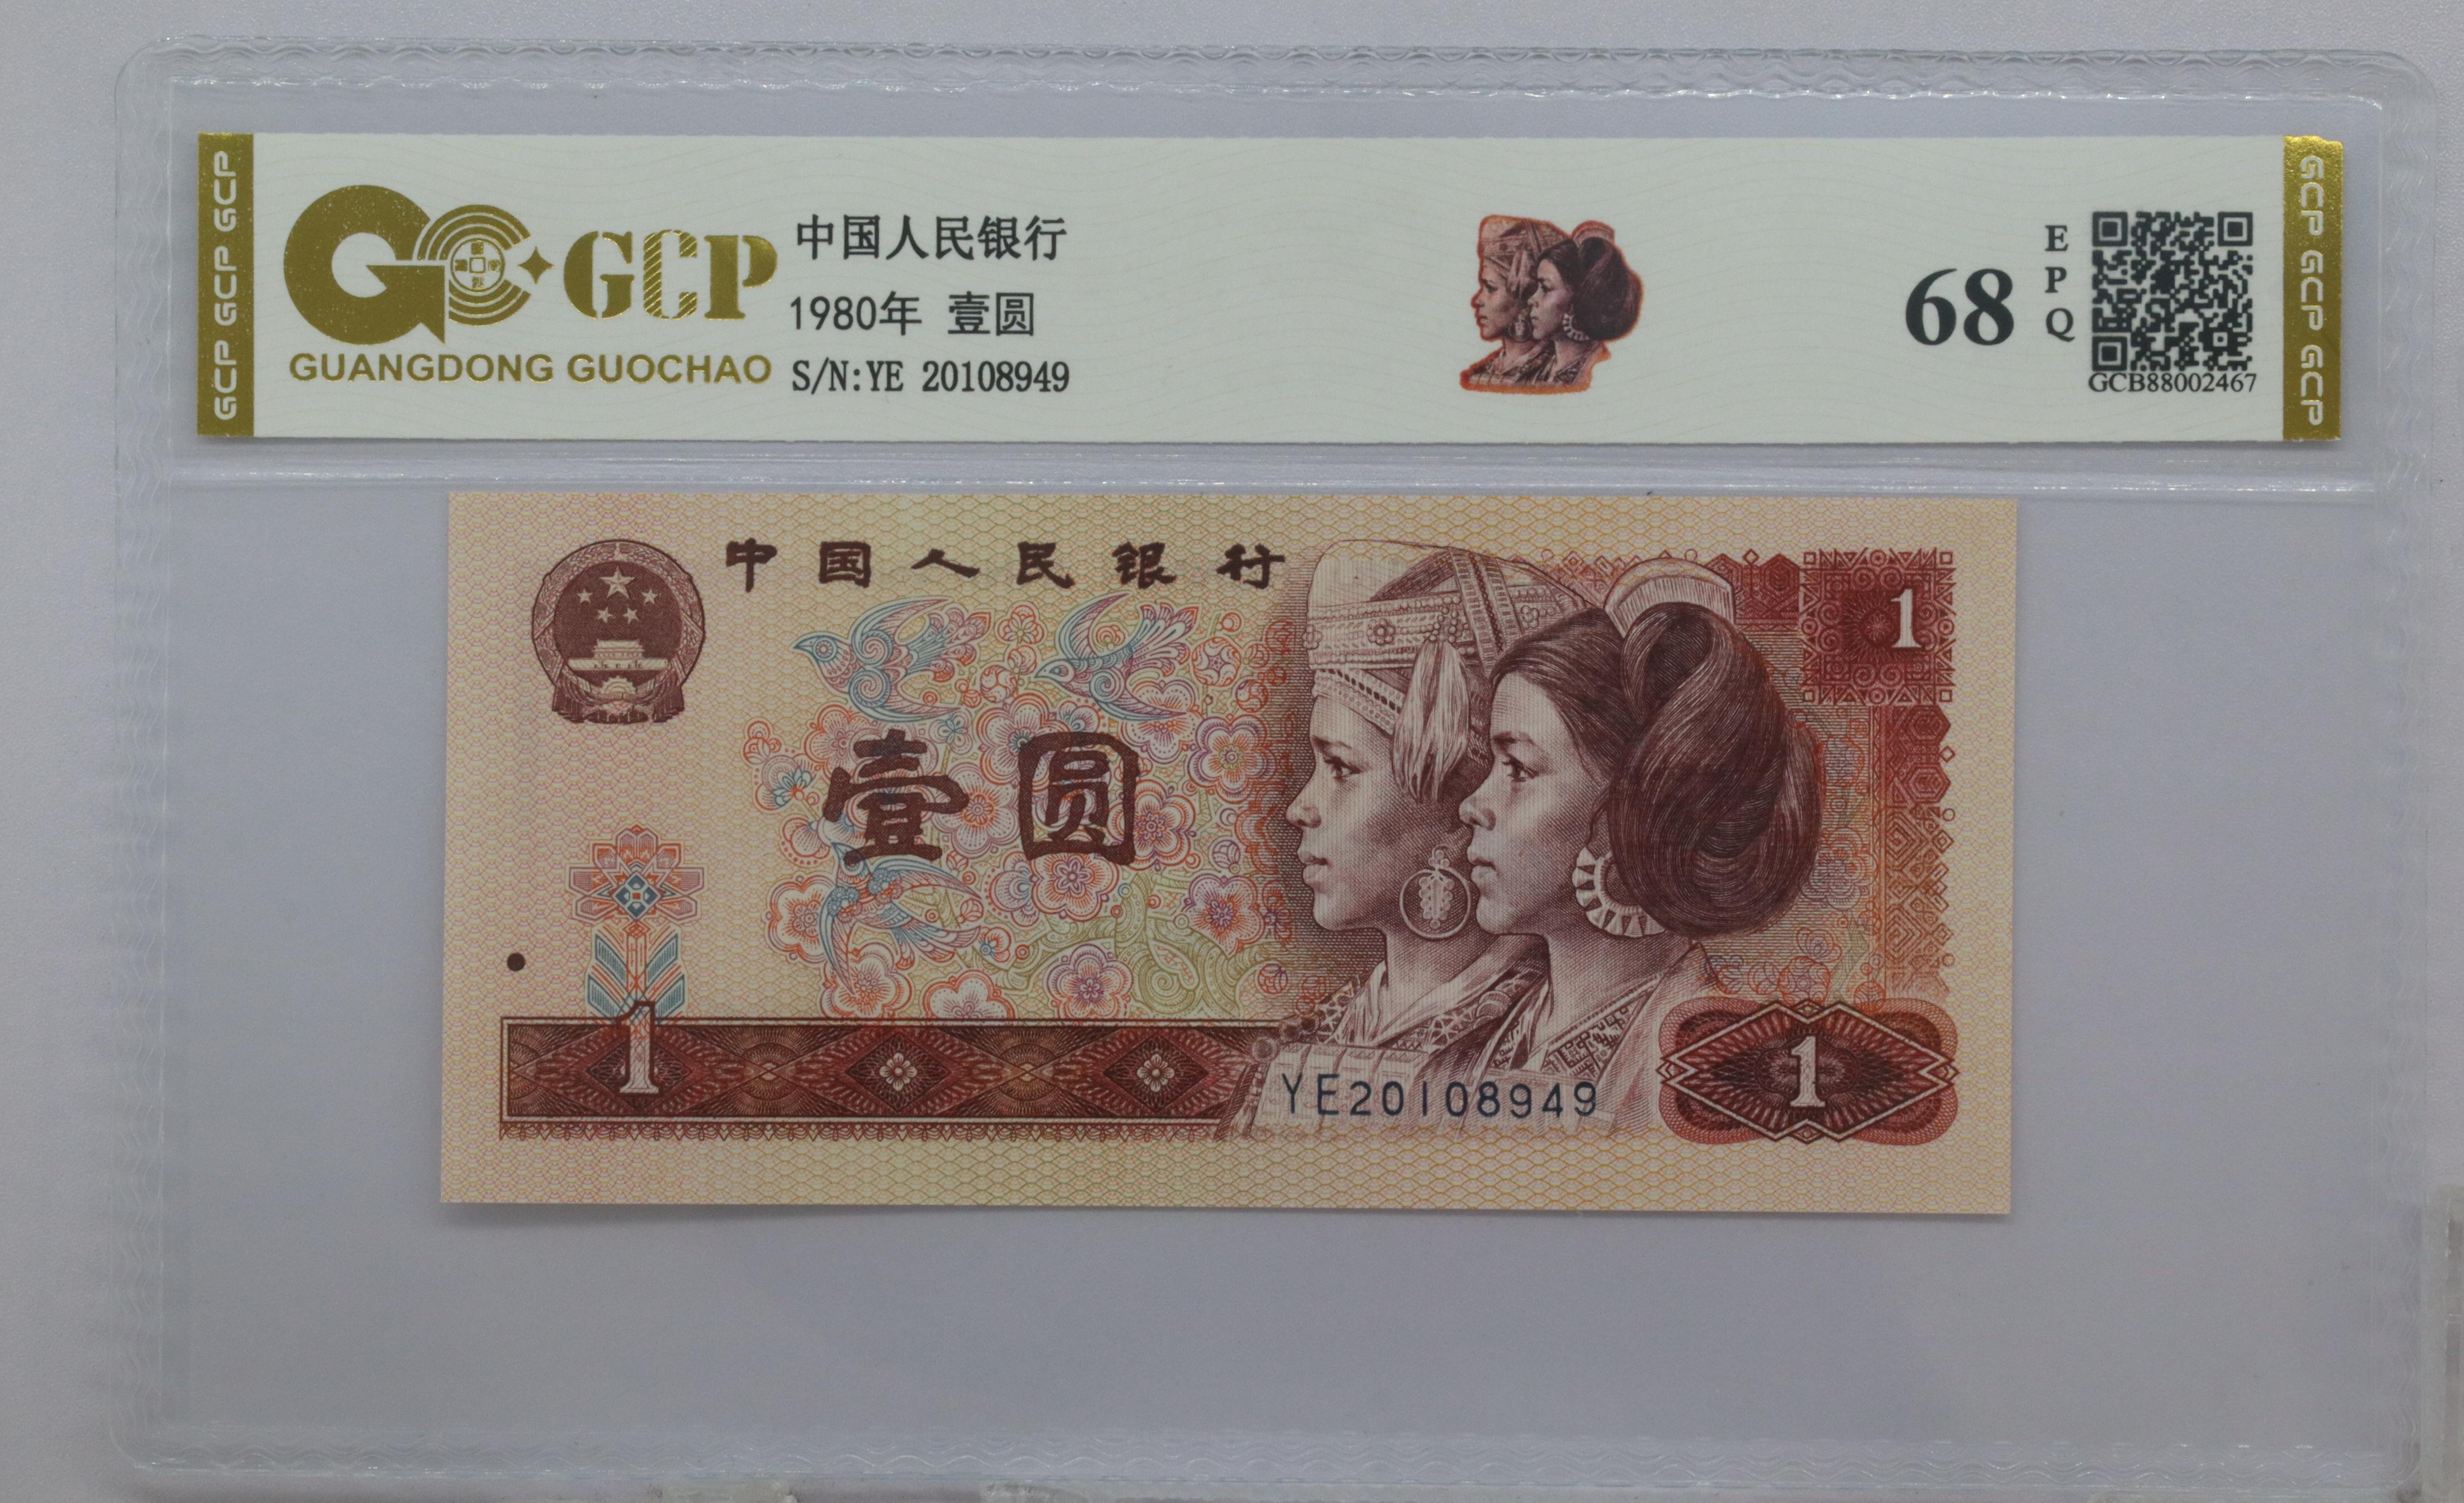 GCP GCP GCP
GCP
GUANGDONG GUOCHAO
中国人民银行
1980年 壹圆
S/N:YE 20108949
68
E
P
Q
GCB88002467
GCP GCP GCP
中国人民银行
1
壹圆
1
YE20108949
1